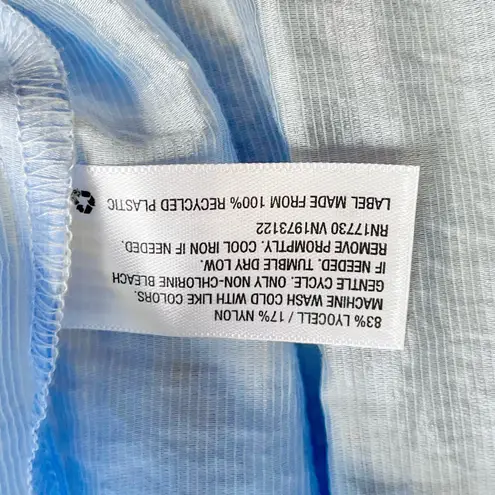 83% LYOCELL / 17% NYLON
MACHINE WASH COLD WITH LIKE COLORS.
GENTLE CYCLE. ONLY NON-CHLORINE BLEACH
IF NEEDED. TUMBLE DRY LOW.
REMOVE PROMPTLY. COOL IRON IF NEEDED.
RN17730 VN1973122
LABEL MADE FROM 100% RECYCLED PLASTIC